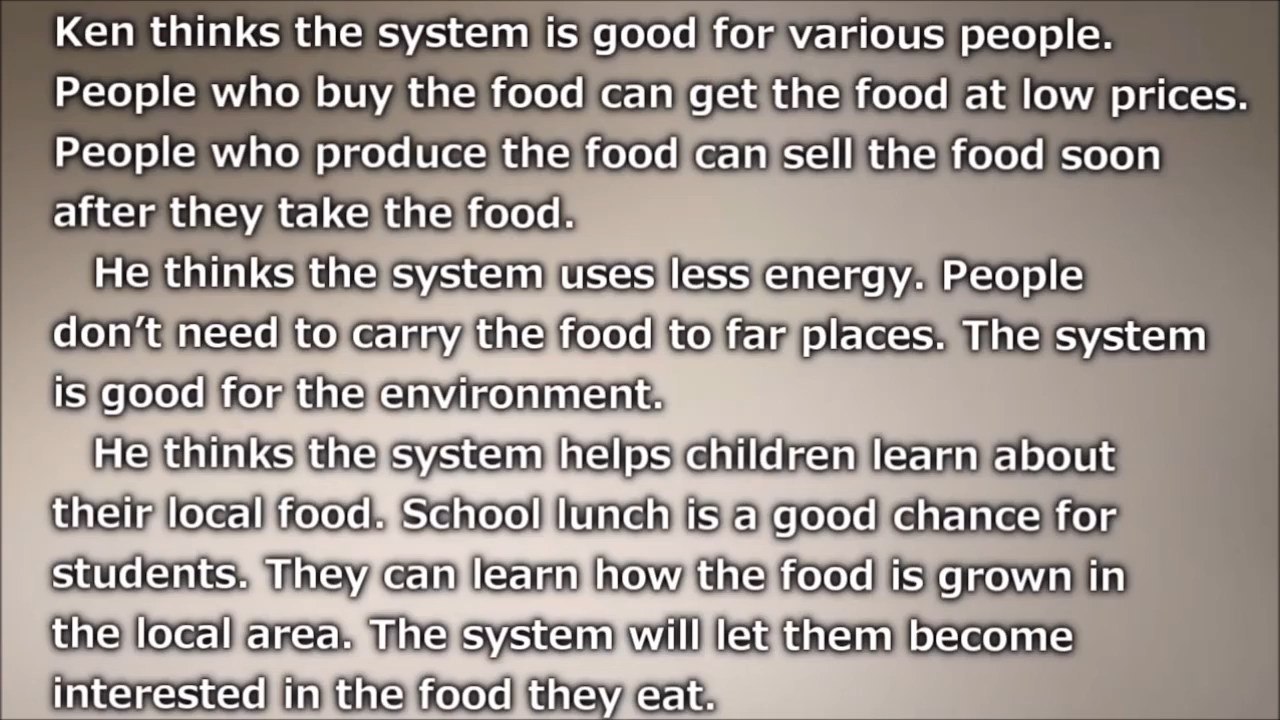 Ken thinks the system is good for various people.
People who buy the food can get the food at low prices.
People who produce the food can sell the food soon
after they take the food.
He thinks the system uses less energy. People
don’t need to carry the food to far places. The system
is good for the environment.
He thinks the system helps children learn about
their local food. School lunch is a good chance for
students. They can learn how the food is grown in
the local area. The system will let them become
interested in the food they eat.